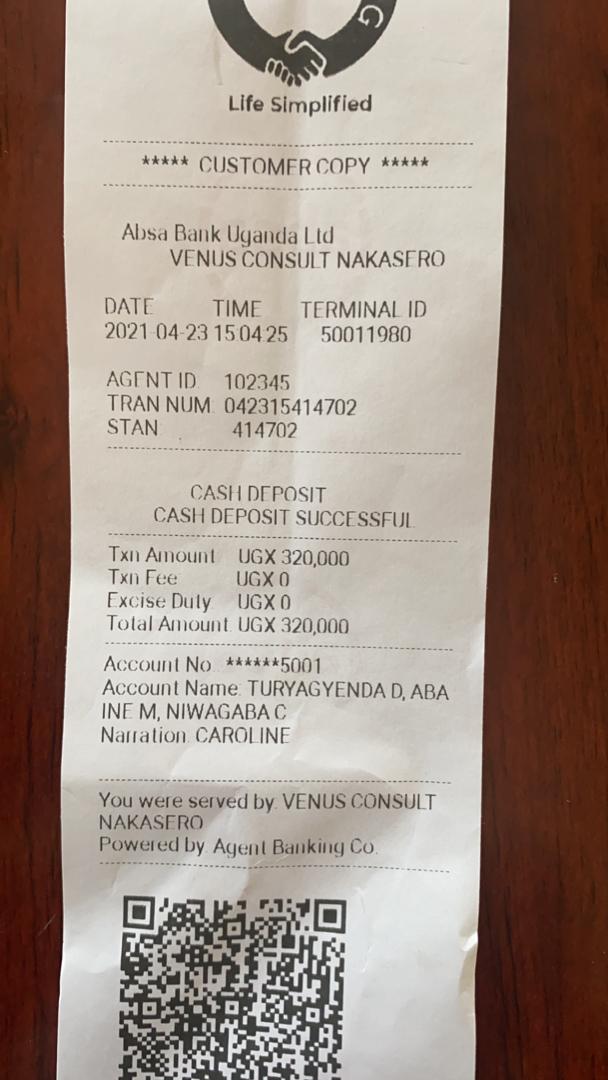 G
Life Simplified
***** CUSTOMER COPY *****
Absa Bank Uganda Ltd
VENUS CONSULT NAKASERO
DATE TIME TERMINAL ID
2021-04-23 15:04:25 50011980
AGENT ID: 102345
TRAN NUM: 042315414702
STAN: 414702
CASH DEPOSIT
CASH DEPOSIT SUCCESSFUL
Txn Amount: UGX 320,000
Txn Fee: UGX 0
Excise Duty: UGX 0
Total Amount: UGX 320,000
Account No: ******5001
Account Name: TURYAGYENDA D, ABA
INE M, NIWAGABA C
Narration: CAROLINE
You were served by: VENUS CONSULT
NAKASERO
Powered by: Agent Banking Co.